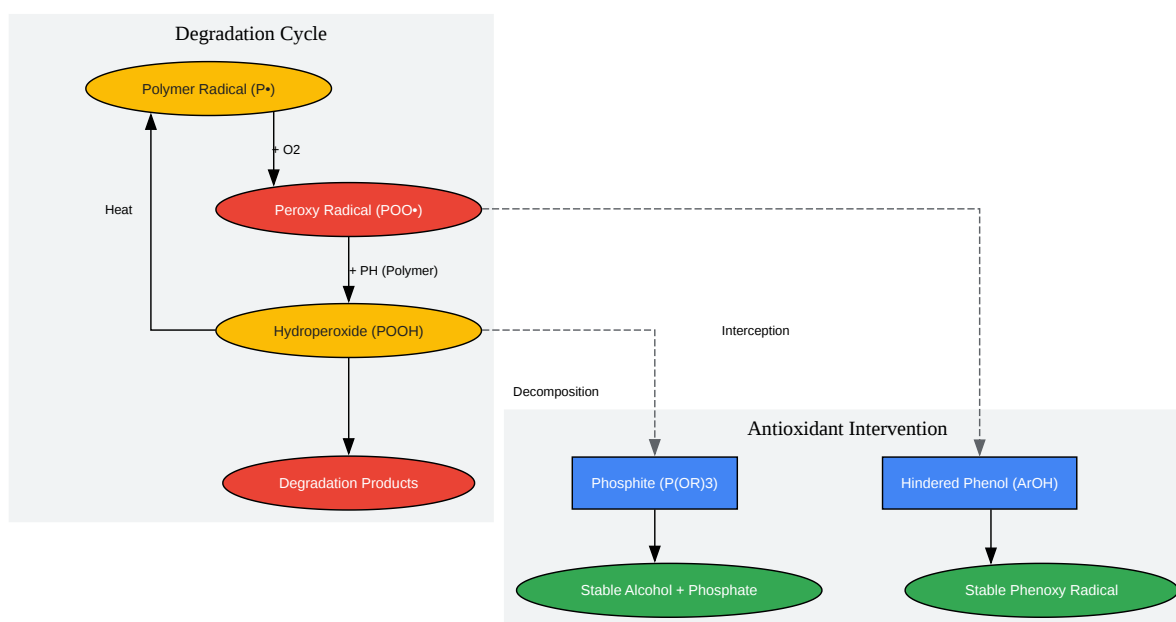 Degradation Cycle
Polymer Radical (P•)
+ O2
Heat
Peroxy Radical (POO•)
+ PH (Polymer)
Hydroperoxide (POOH)
Interception
Decomposition
Antioxidant Intervention
Degradation Products
Phosphite (P(OR)3)
Hindered Phenol (ArOH)
Stable Alcohol + Phosphate
Stable Phenoxy Radical